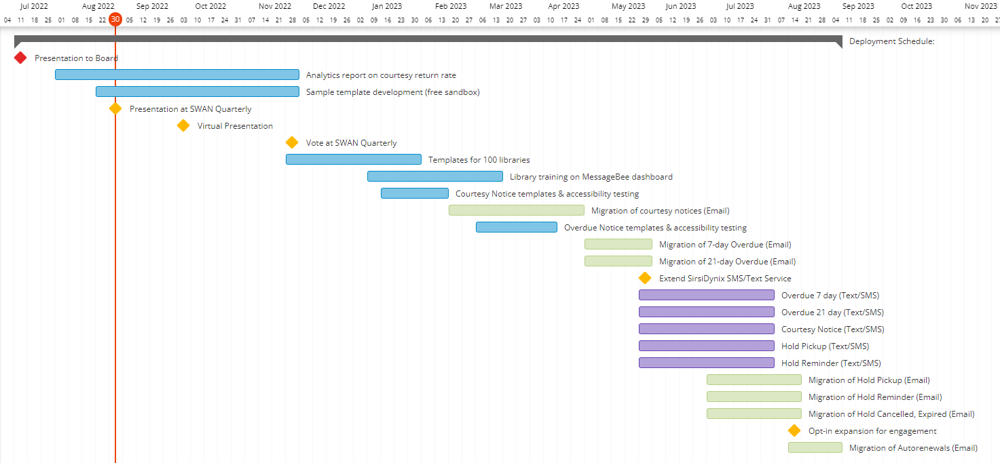 Jul 2022 Aug 2022 Sep 2022 Oct 2022 Nov 2022 Dec 2022 Jan 2023 Feb 2023 Mar 2023 Apr 2023 May 2023 Jun 2023 Jul 2023 Aug 2023 Sep 2023 Oct 2023 Nov 2023
04 11 18 25 01 08 15 22 30 05 12 19 26 03 10 17 24 31 07 14 21 28 05 12 19 26 02 09 16 23 30 06 13 20 27 06 13 20 27 03 10 17 24 01 08 15 22 29 05 12 19 26 03 10 17 24 31 07 14 21 28 04 11 18 25 02 09 16 23 30 06 13 20
Deployment Schedule:
Presentation to Board
Analytics report on courtesy return rate
Sample template development (free sandbox)
Presentation at SWAN Quarterly
Virtual Presentation
Vote at SWAN Quarterly
Templates for 100 libraries
Library training on MessageBee dashboard
Courtesy Notice templates & accessibility testing
Migration of courtesy notices (Email)
Overdue Notice templates & accessibility testing
Migration of 7-day Overdue (Email)
Migration of 21-day Overdue (Email)
Extend SirsiDynix SMS/Text Service
Overdue 7 day (Text/SMS)
Overdue 21 day (Text/SMS)
Courtesy Notice (Text/SMS)
Hold Pickup (Text/SMS)
Hold Reminder (Text/SMS)
Migration of Hold Pickup (Email)
Migration of Hold Reminder (Email)
Migration of Hold Cancelled, Expired (Email)
Opt-in expansion for engagement
Migration of Autorenewals (Email)